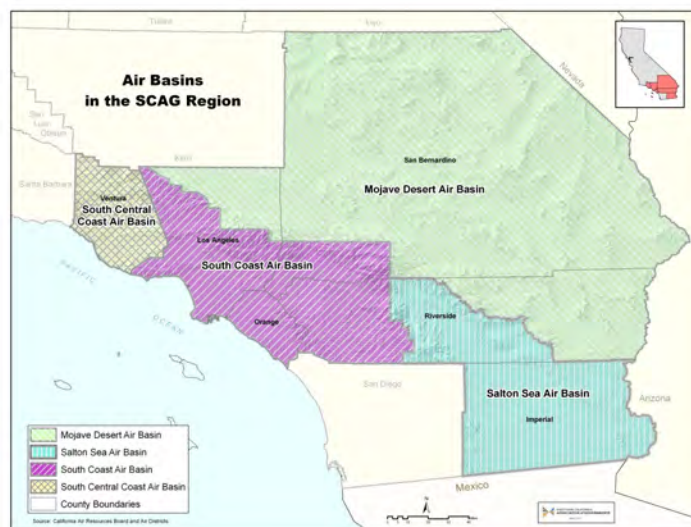 Air Basins
in the SCAG Region
Tulare
Inyo
Nevada
San
Luis
Obispo
Kern
San Bernardino
Mojave Desert Air Basin
Santa Barbara
Ventura
South Central
Coast Air Basin
Los Angeles
South Coast Air Basin
PACIFIC
OCEAN
Orange
Riverside
San Diego
Salton Sea Air Basin
Imperial
Arizona
Mexico
Mojave Desert Air Basin
Salton Sea Air Basin
South Coast Air Basin
South Central Coast Air Basin
County Boundaries
Source: California Air Resources Board and Air Districts